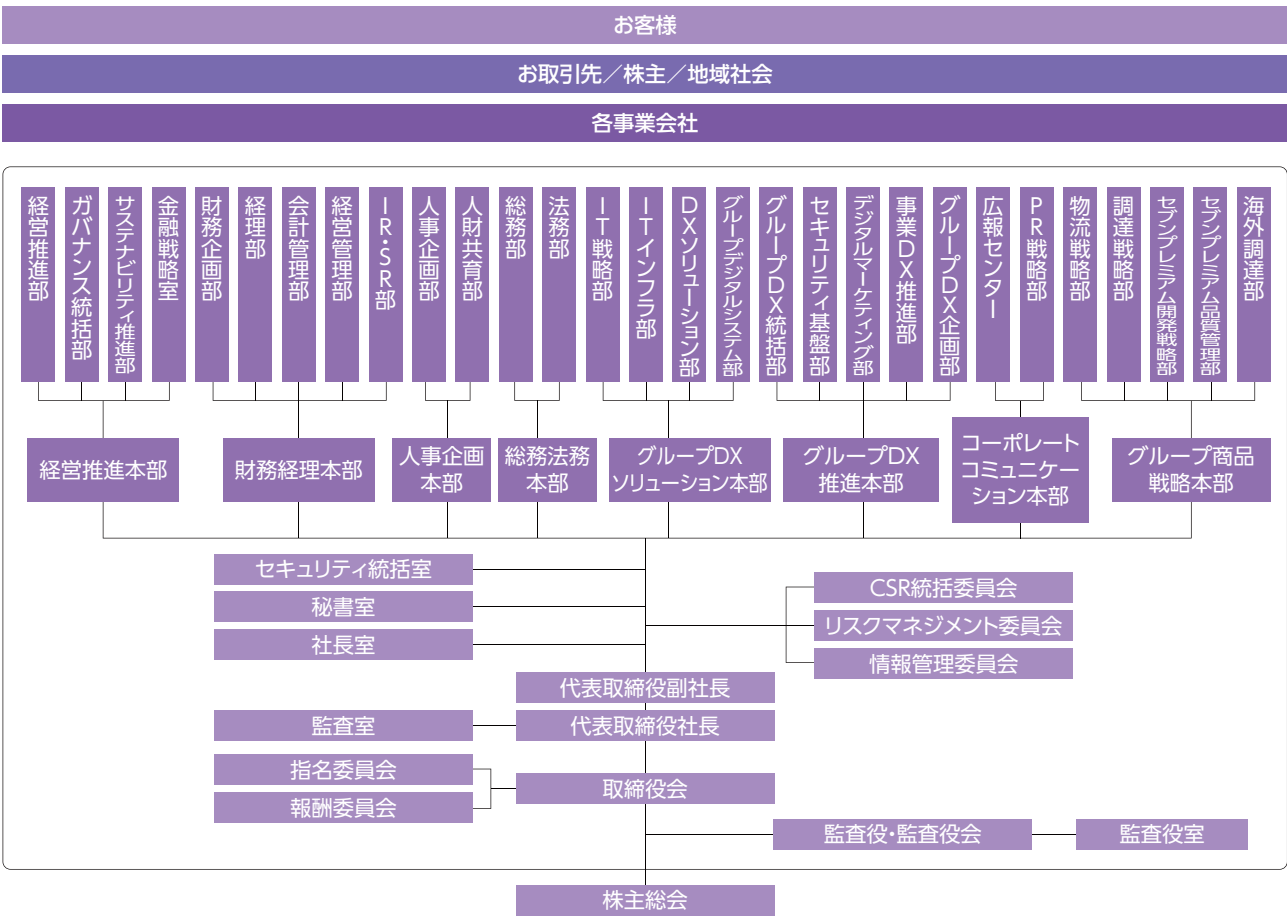 お客様
お取引先／株主／地域社会
各事業会社
経営推進部
ガバナンス統括部
サステナビリティ推進部
金融戦略室
財務企画部
経理部
会計管理部
経営管理部
IR・SR部
人事企画部
人財共育部
総務部
法務部
IT戦略部
ITインフラ部
DXソリューション部
グループデジタルシステム部
グループDX統括部
セキュリティ基盤部
デジタルマーケティング部
事業DX推進部
グループDX企画部
広報センター
PR戦略部
物流戦略部
調達戦略部
セブンプレミアム開発戦略部
セブンプレミアム品質管理部
海外調達部
経営推進本部
財務経理本部
人事企画
本部
総務法務
本部
グループDX
ソリューション本部
グループDX
推進本部
コーポレート
コミュニケー
ション本部
グループ商品
戦略本部
セキュリティ統括室
秘書室
社長室
CSR統括委員会
リスクマネジメント委員会
情報管理委員会
代表取締役副社長
監査室
代表取締役社長
指名委員会
報酬委員会
取締役会
監査役・監査役会
監査役室
株主総会